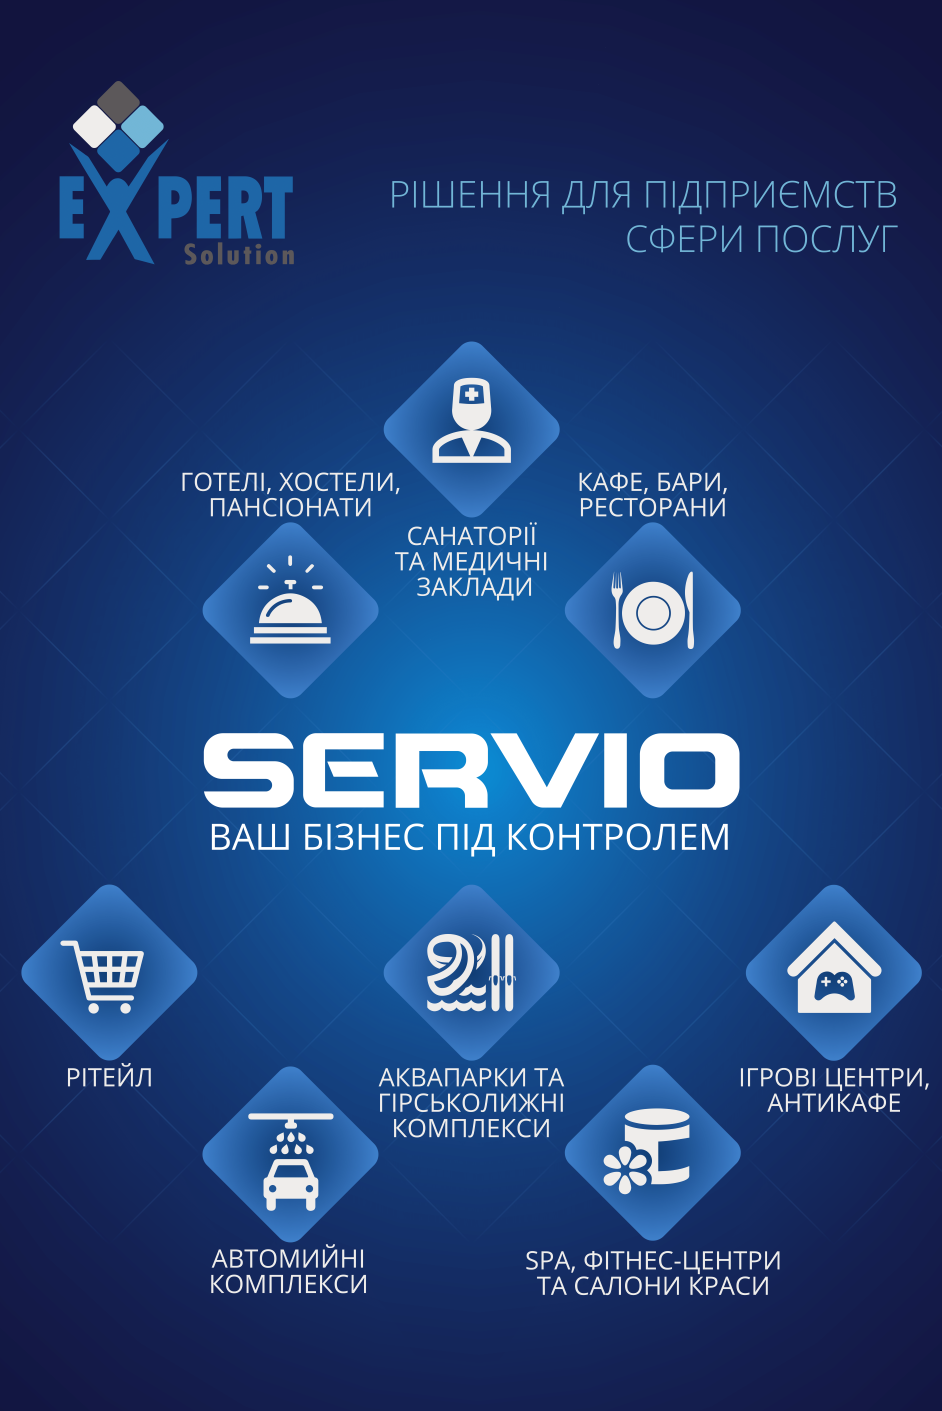 EXPERT
Solution
РІШЕННЯ ДЛЯ ПІДПРИЄМСТВ
СФЕРИ ПОСЛУГ
ГОТЕЛІ, ХОСТЕЛИ,
ПАНСІОНАТИ
САНАТОРІЇ
ТА МЕДИЧНІ
ЗАКЛАДИ
КАФЕ, БАРИ,
РЕСТОРАНИ
SERVIO
ВАШ БІЗНЕС ПІД КОНТРОЛЕМ
РІТЕЙЛ
АКВАПАРКИ ТА
ГІРСЬКОЛИЖНІ
КОМПЛЕКСИ
ІГРОВІ ЦЕНТРИ,
АНТИКАФЕ
АВТОМИЙНІ
КОМПЛЕКСИ
SPA, ФІТНЕС-ЦЕНТРИ
ТА САЛОНИ КРАСИ